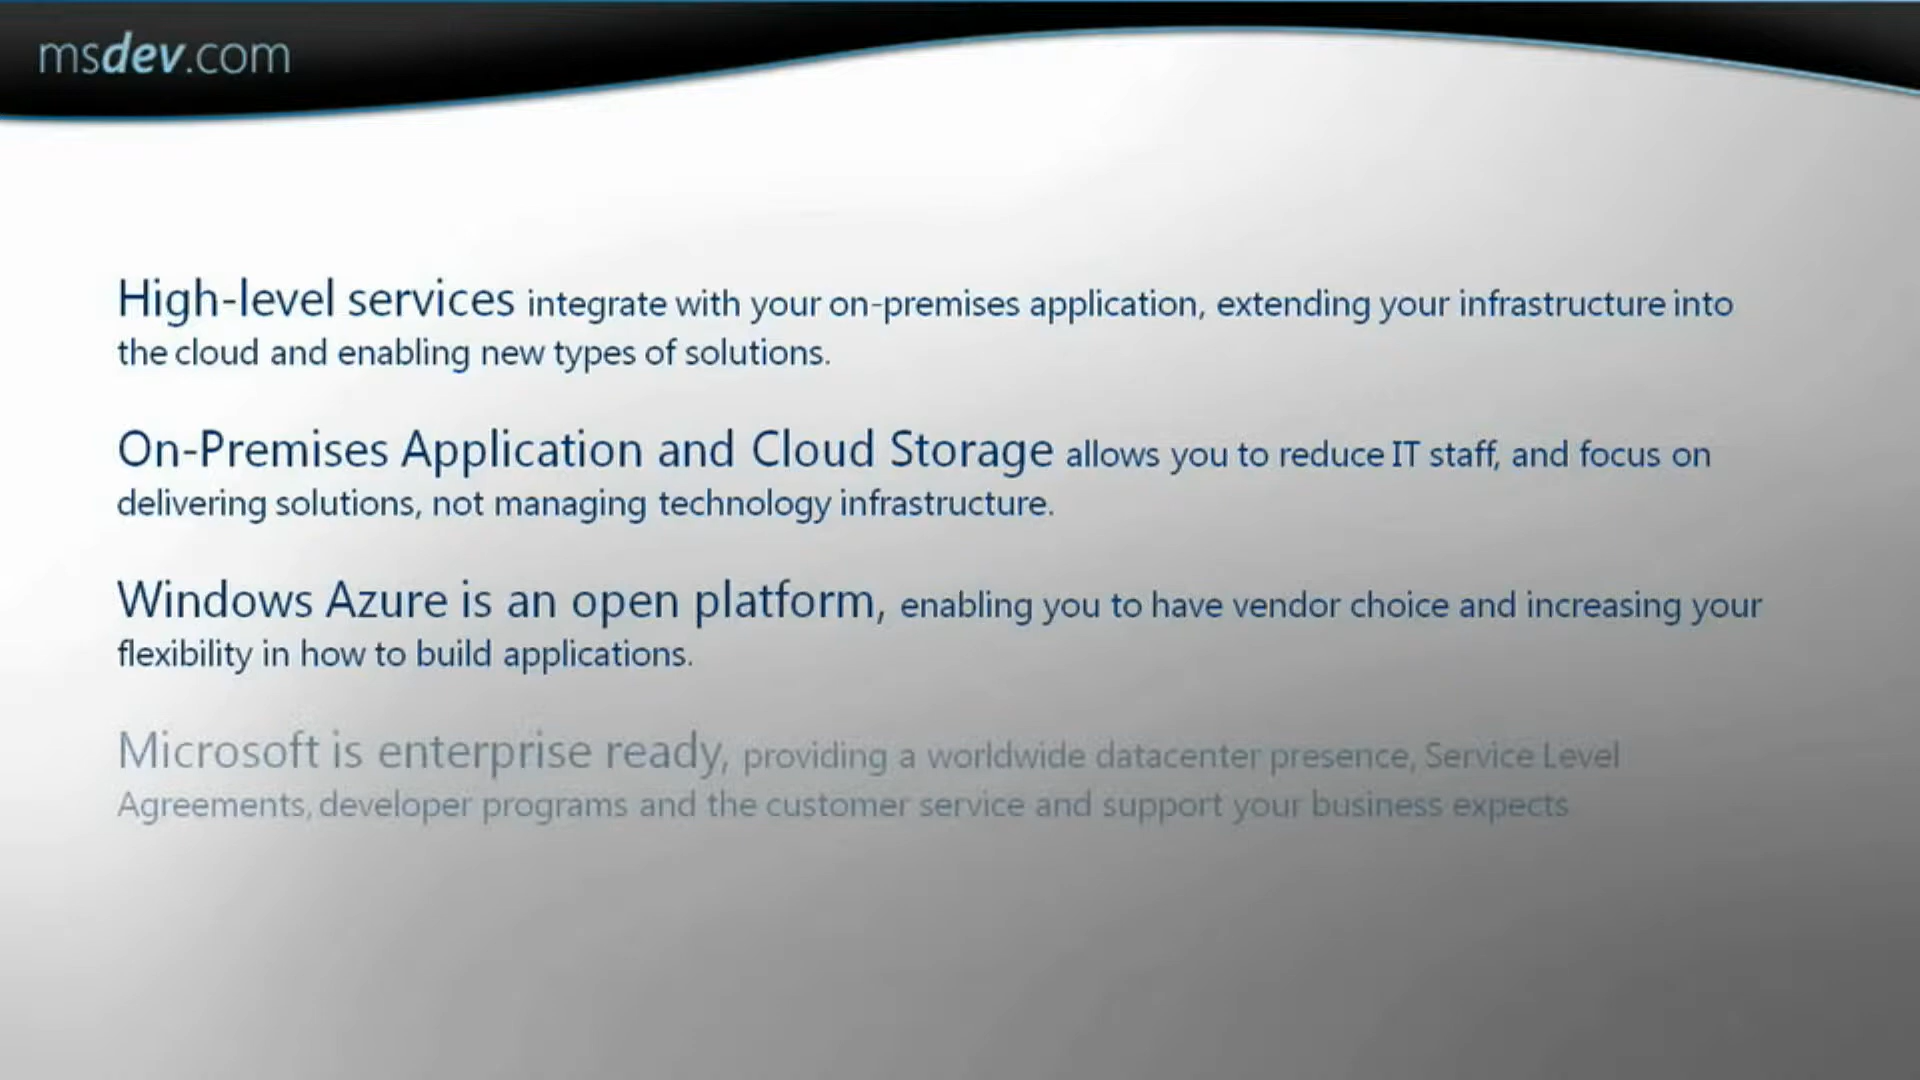 msdev.com
High-level services integrate with your on-premises application, extending your infrastructure into
the cloud and enabling new types of solutions.
On-Premises Application and Cloud Storage allows you to reduce IT staff, and focus on
delivering solutions, not managing technology infrastructure.
Windows Azure is an open platform, enabling you to have vendor choice and increasing your
flexibility in how to build applications.
Microsoft is enterprise ready, providing a worldwide datacenter presence, Service Level
Agreements, developer programs and the customer service and support your business expects